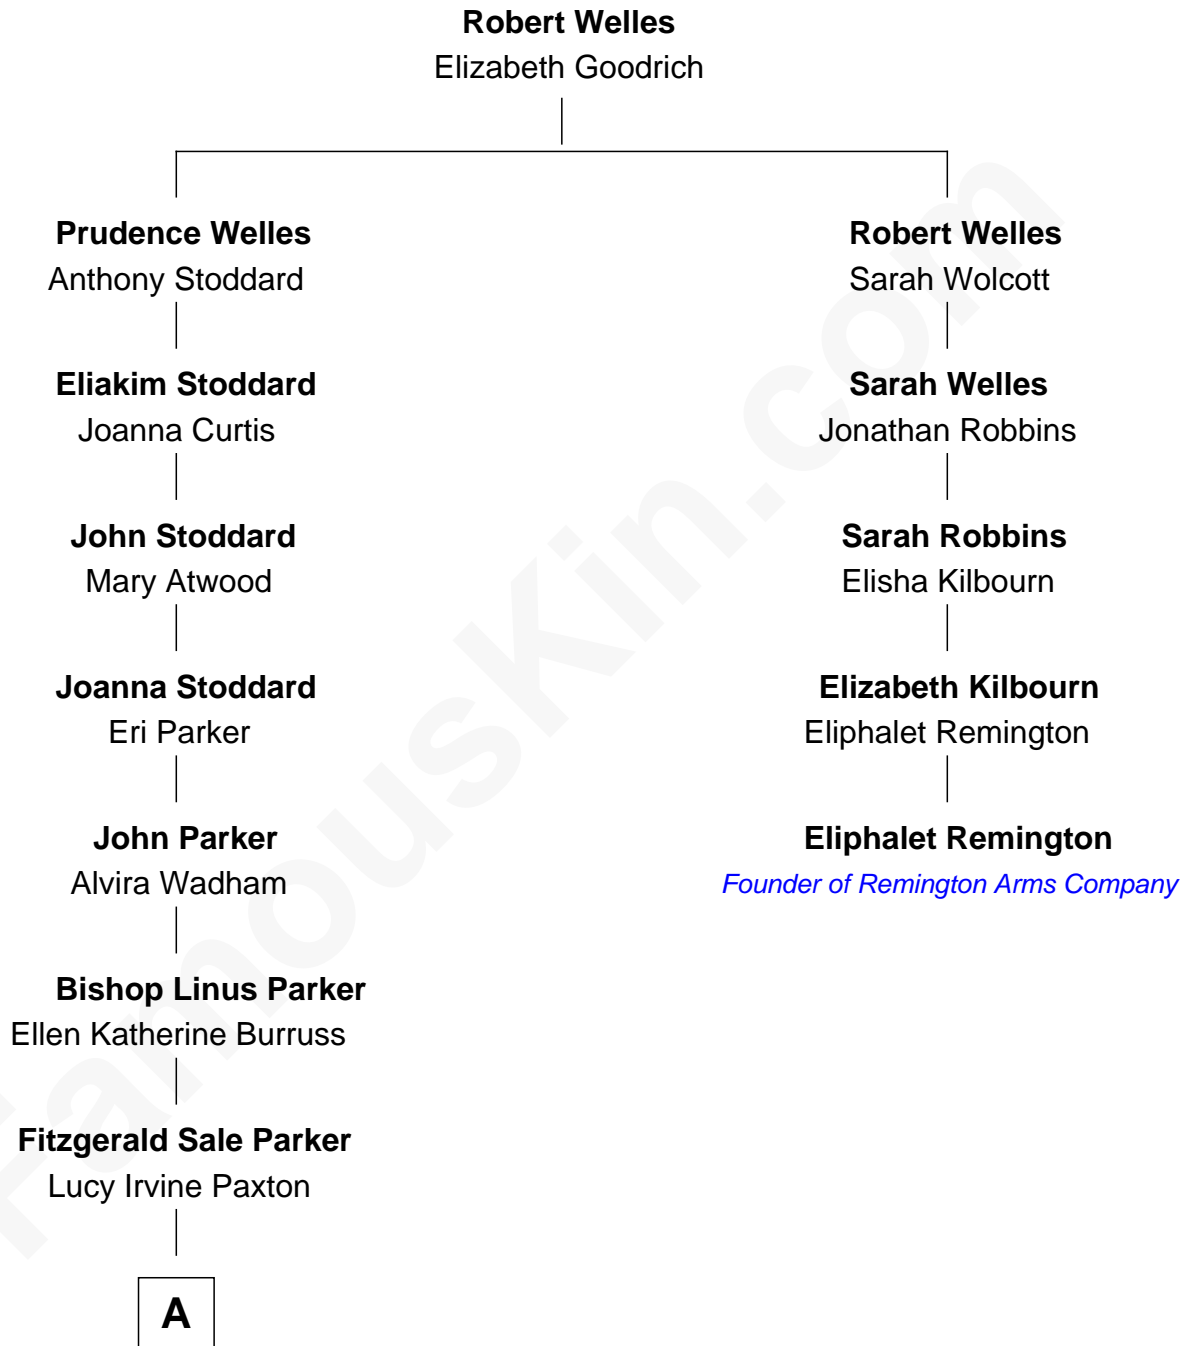 Robert Welles
Elizabeth Goodrich
Prudence Welles
Anthony Stoddard
Robert Welles
Sarah Wolcott
Eliakim Stoddard
Joanna Curtis
Sarah Welles
Jonathan Robbins
John Stoddard
Mary Atwood
Sarah Robbins
Elisha Kilbourn
Joanna Stoddard
Eri Parker
Elizabeth Kilbourn
Eliphalet Remington
John Parker
Alvira Wadham
Eliphalet Remington
Founder of Remington Arms Company
Bishop Linus Parker
Ellen Katherine Burruss
Fitzgerald Sale Parker
Lucy Irvine Paxton
A
FamousKin.com